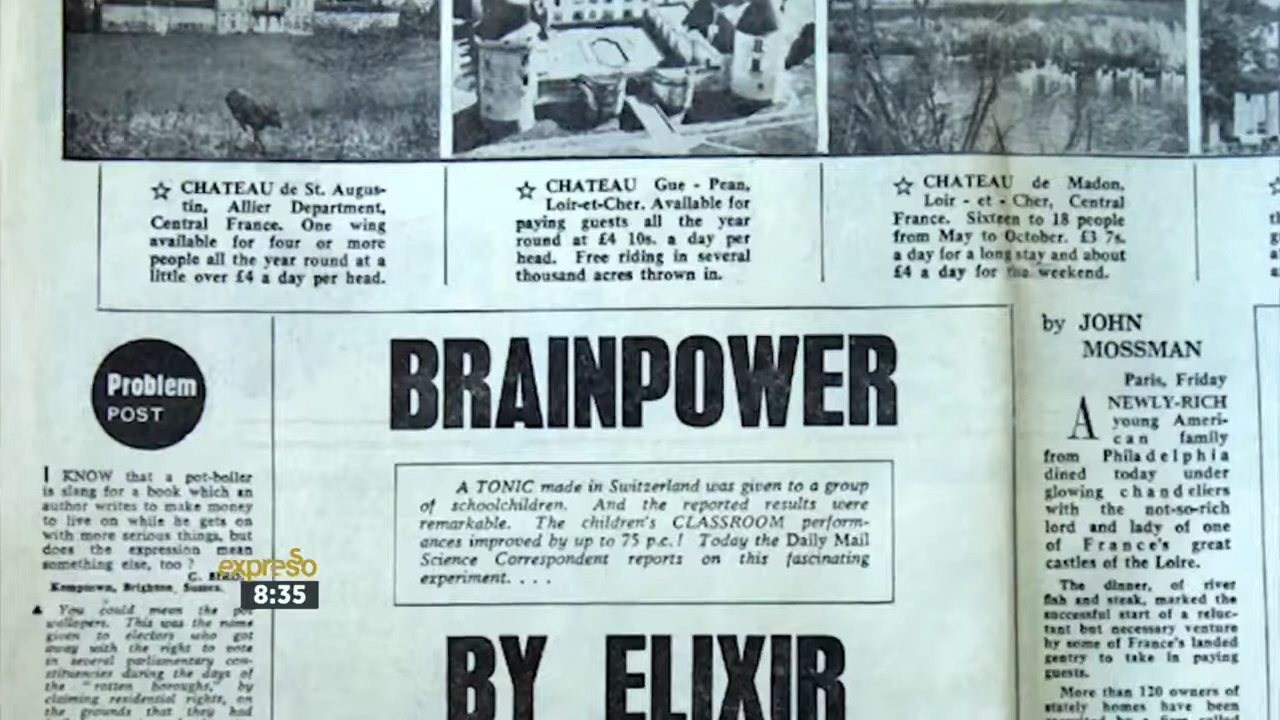 ☆ CHATEAU de St. Augus-
tin, Allier Department,
Central France. One wing
available for four or more
people all the year round at a
little over £4 a day per head.
☆ CHATEAU Gue - Pean,
Loir-et-Cher. Available for
paying guests all the year
round at £4 10s. a day per
head. Free riding in several
thousand acres thrown in.
☆ CHATEAU de Madon,
Loir - et - Cher, Central
France. Sixteen to 18 people
from May to October. £3 7s.
a day for a long stay and about
£4 a day for the weekend.
Problem
POST
I KNOW that a pot-boiler
is slang for a book which an
author writes to make money
to live on while he gets on
with more serious things, but
does the expression mean
something else, too?
G.
Kemptown, Brighton, Sussex.
▲ You could mean the pot
wallopers. This was the name
given to electors who got
away with the right to vote
in several parliamentary con-
stituencies during the days of
the "rotten boroughs," by
claiming residential rights, on
the grounds that they had
BRAINPOWER
A TONIC made in Switzerland was given to a group
of schoolchildren. And the reported results were
remarkable. The children's CLASSROOM perform-
ances improved by up to 75 p.c.! Today the Daily Mail
Science Correspondent reports on this fascinating
experiment. . . .
BY ELIXIR
by JOHN
MOSSMAN
Paris, Friday
A NEWLY-RICH
young Ameri-
can family
from Philadelphia
dined today under
glowing chandeliers
with the not-so-rich
lord and lady of one
of France's great
castles of the Loire.
The dinner, of river
fish and steak, marked the
successful start of a reluc-
tant but necessary venture
by some of France's landed
gentry to take in paying
guests.
More than 120 owners of
stately homes have been
expresso
8:35